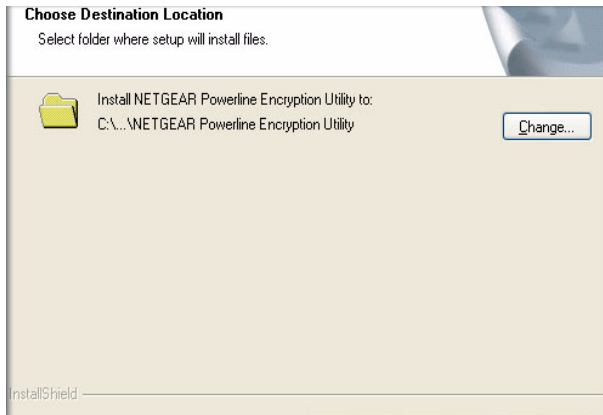 Choose Destination Location
Select folder where setup will install files.
Install NETGEAR Powerline Encryption Utility to:
C:\...\NETGEAR Powerline Encryption Utility
Change...
InstallShield